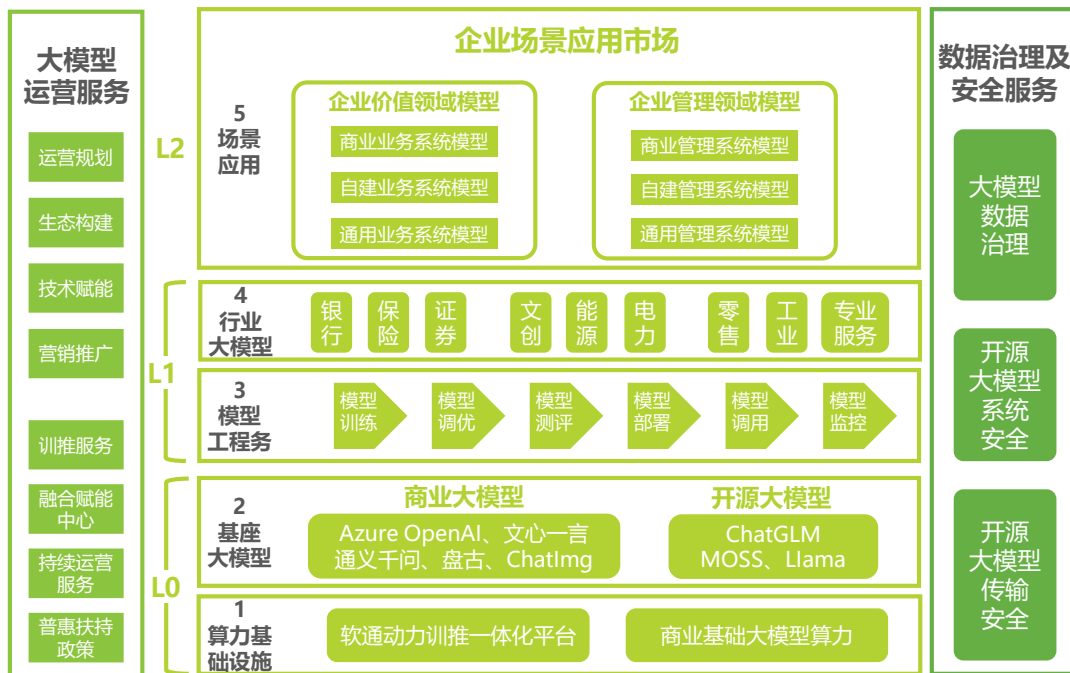 大模型
运营服务
运营规划
生态构建
技术赋能
营销推广
训推服务
融合赋能
中心
持续运营
服务
普惠扶持
政策
L2
L1
L0
企业场景应用市场
5
场景
应用
企业价值领域模型
商业业务系统模型
自建业务系统模型
通用业务系统模型
企业管理领域模型
商业管理系统模型
自建管理系统模型
通用管理系统模型
4
行业
大模型
银
行
保
险
证
券
文
创
能
源
电
力
零
售
工
业
专业
服务
3
模型
工程务
模型
训练
模型
调优
模型
测评
模型
部署
模型
调用
模型
监控
2
基座
大模型
商业大模型
Azure OpenAI、文心一言
通义千问、盘古、ChatImg
开源大模型
ChatGLM
MOSS、Llama
1
算力基
础设施
软通动力训推一体化平台
商业基础大模型算力
数据治理及
安全服务
大模型
数据
治理
开源
大模型
系统
安全
开源
大模型
传输
安全